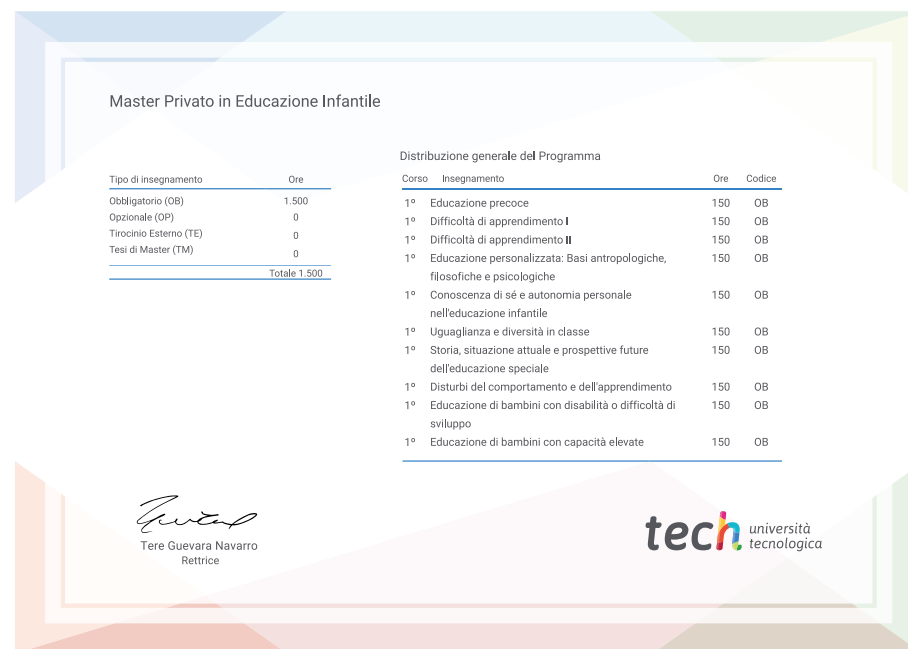 Master Privato in Educazione Infantile
Tipo di insegnamento Ore
Obbligatorio (OB) 1.500
Opzionale (OP) 0
Tirocinio Esterno (TE) 0
Tesi di Master (TM) 0
Totale 1.500
Distribuzione generale del Programma
Corso Insegnamento Ore Codice
1º Educazione precoce 150 OB
1º Difficoltà di apprendimento I 150 OB
1º Difficoltà di apprendimento II 150 OB
1º Educazione personalizzata: Basi antropologiche, 150 OB
filosofiche e psicologiche
1º Conoscenza di sé e autonomia personale 150 OB
nell'educazione infantile
1º Uguaglianza e diversità in classe 150 OB
1º Storia, situazione attuale e prospettive future 150 OB
dell'educazione speciale
1º Disturbi del comportamento e dell'apprendimento 150 OB
1º Educazione di bambini con disabilità o difficoltà di 150 OB
sviluppo
1º Educazione di bambini con capacità elevate 150 OB
Tere Guevara Navarro
Rettrice
tech università
tecnologica